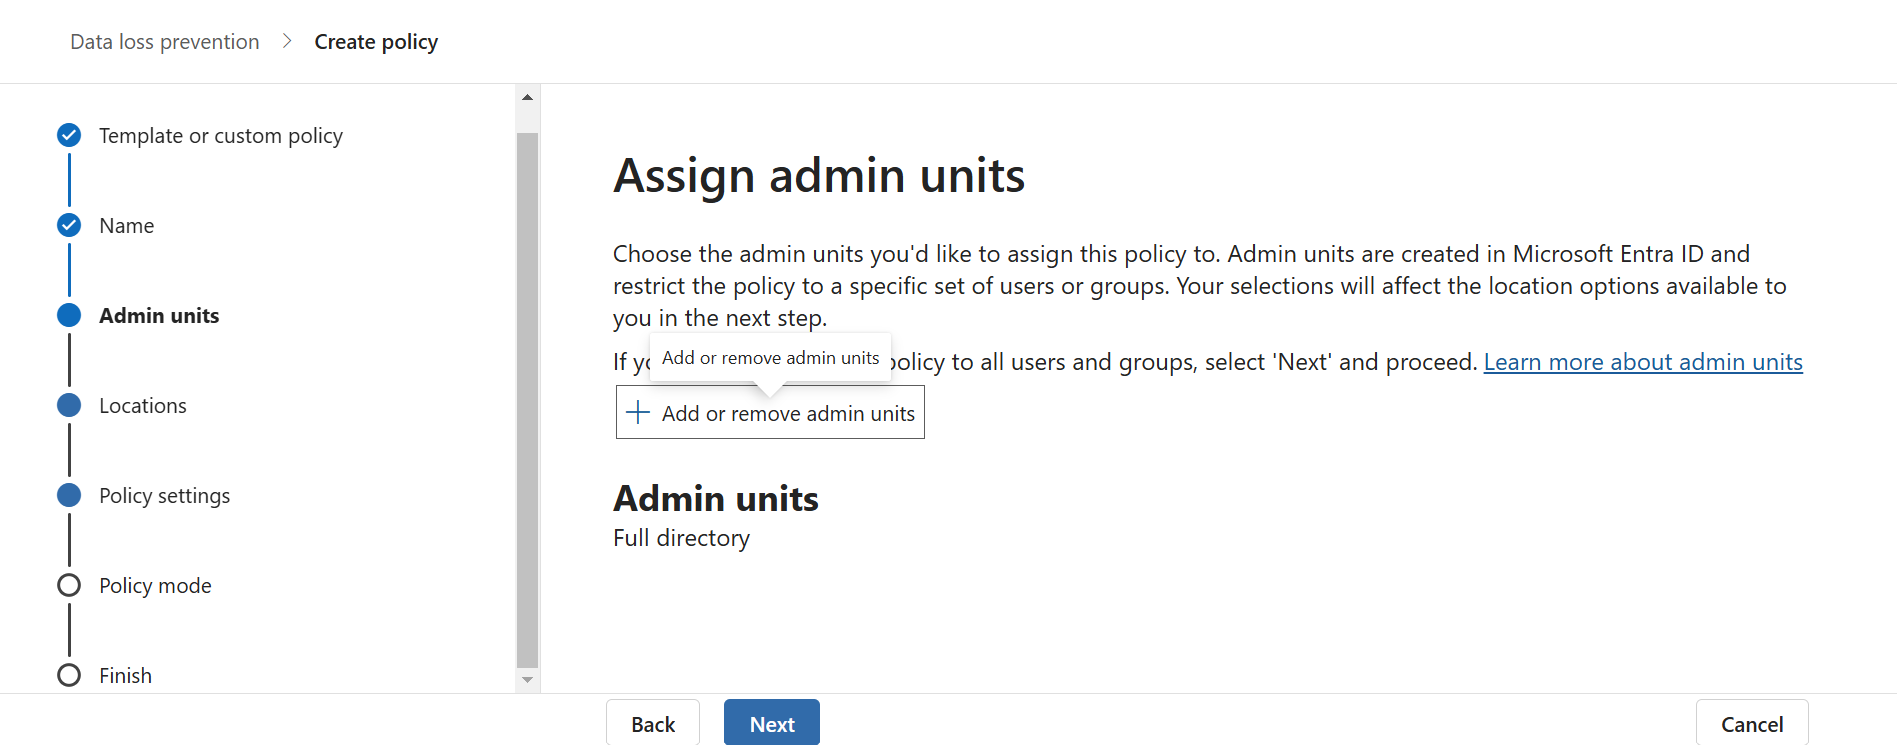 Data loss prevention > Create policy
Template or custom policy
Name
Admin units
Locations
Policy settings
Policy mode
Finish
Assign admin units
Choose the admin units you'd like to assign this policy to. Admin units are created in Microsoft Entra ID and
restrict the policy to a specific set of users or groups. Your selections will affect the location options available to
you in the next step.
Add or remove admin units
If policy to all users and groups, select 'Next' and proceed. Learn more about admin units
Add or remove admin units
Admin units
Full directory
Back
Next
Cancel